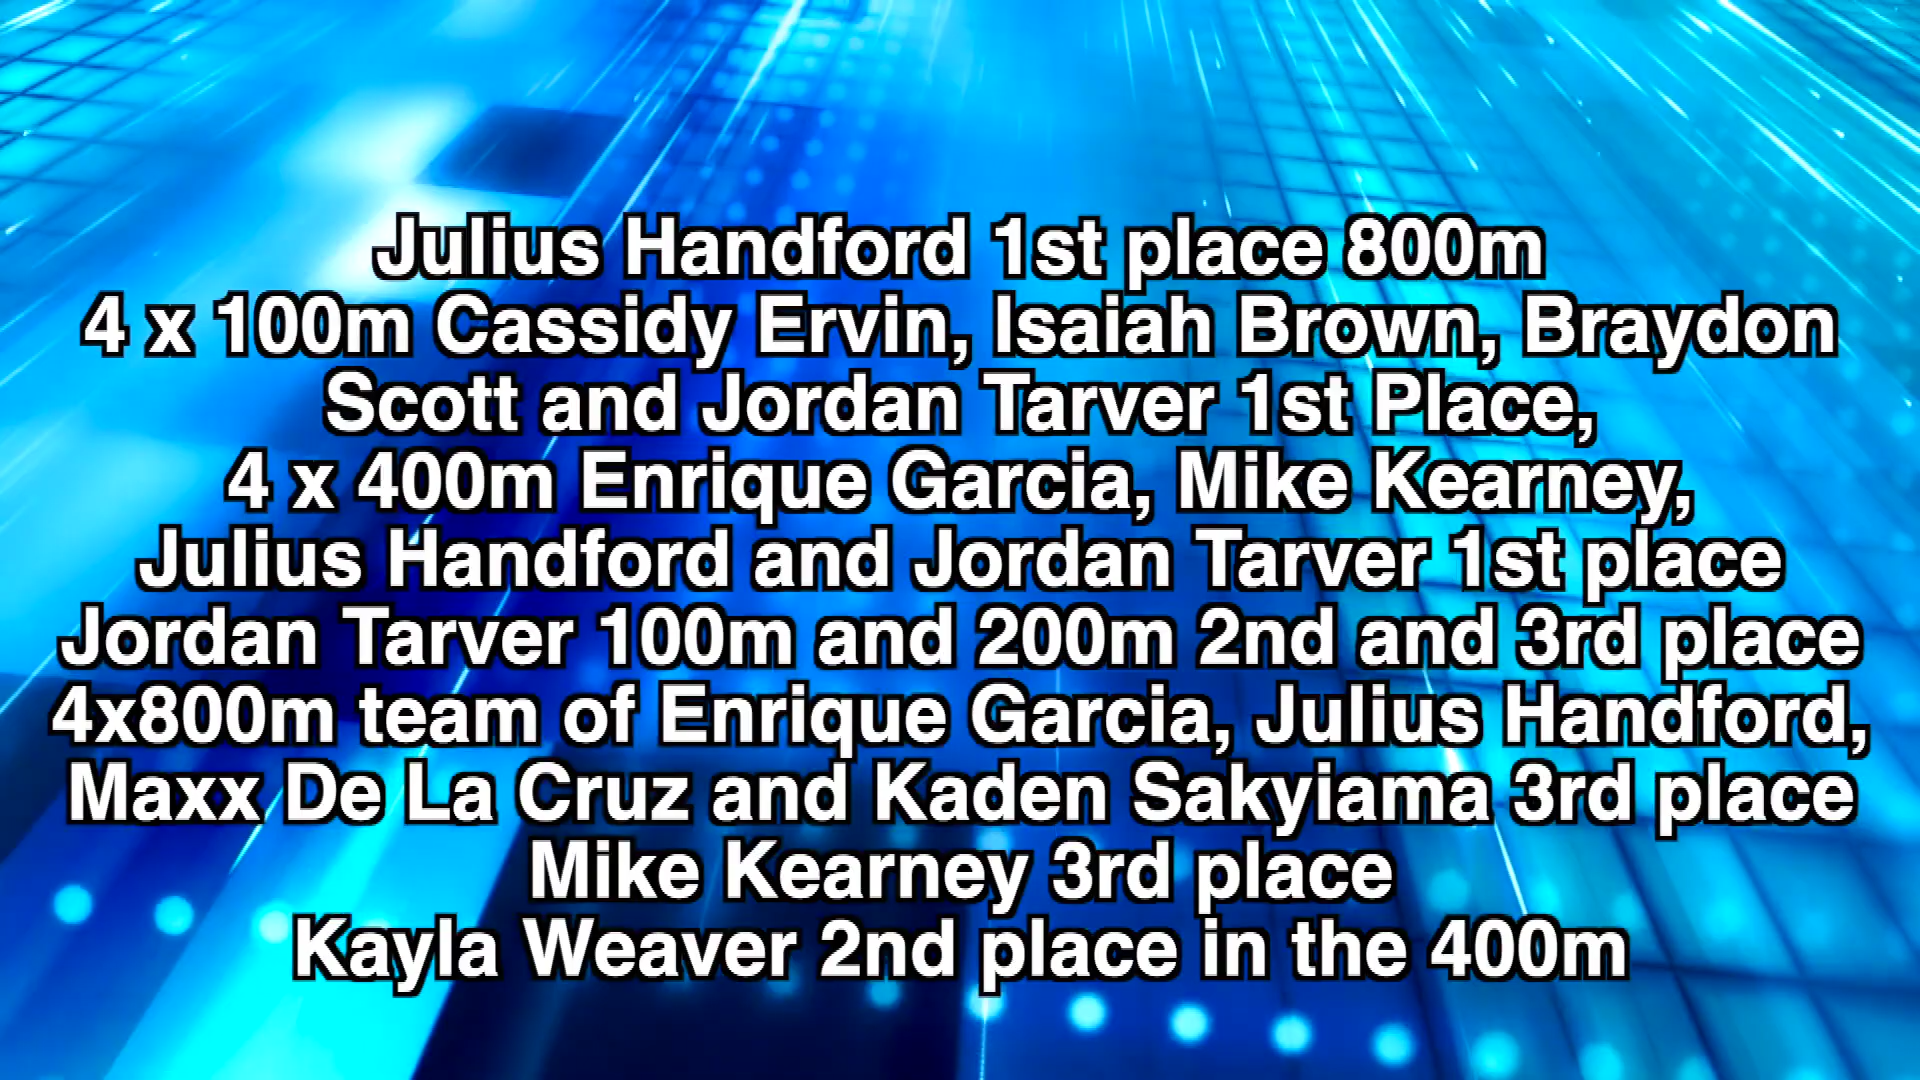 Julius Handford 1st place 800m
4 x 100m Cassidy Ervin, Isaiah Brown, Braydon
Scott and Jordan Tarver 1st Place,
4 x 400m Enrique Garcia, Mike Kearney,
Julius Handford and Jordan Tarver 1st place
Jordan Tarver 100m and 200m 2nd and 3rd place
4x800m team of Enrique Garcia, Julius Handford,
Maxx De La Cruz and Kaden Sakyiama 3rd place
Mike Kearney 3rd place
Kayla Weaver 2nd place in the 400m